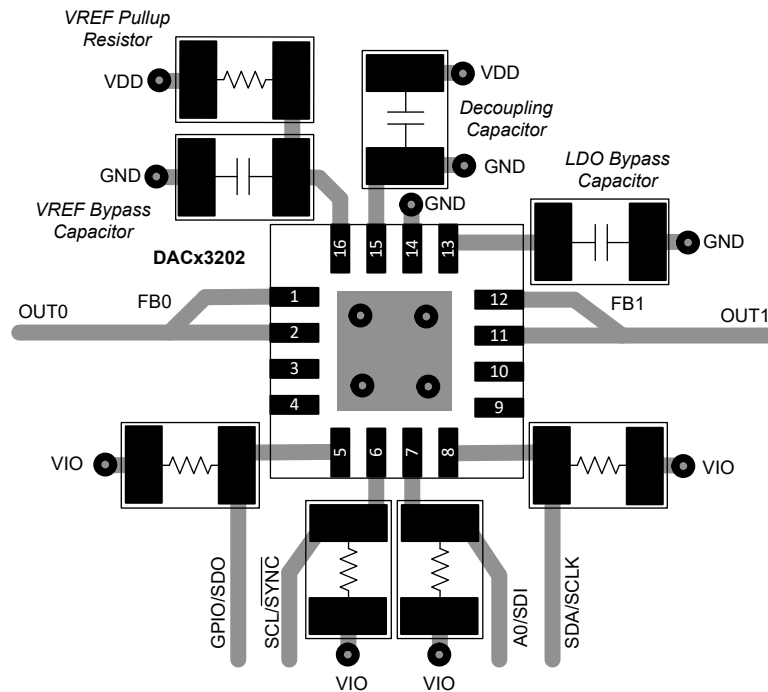 VREF Pullup
Resistor
VDD
VDD
Decoupling
Capacitor
GND
GND
LDO Bypass
Capacitor
VREF Bypass
Capacitor
GND
GND
DACx3202
16
15
14
13
1
2
3
4
12
11
10
9
5
6
7
8
FB0
OUT0
FB1
OUT1
VIO
VIO
GPIO/SDO
SCL/S̅Y̅N̅C̅
A0/SDI
SDA/SCLK
VIO
VIO